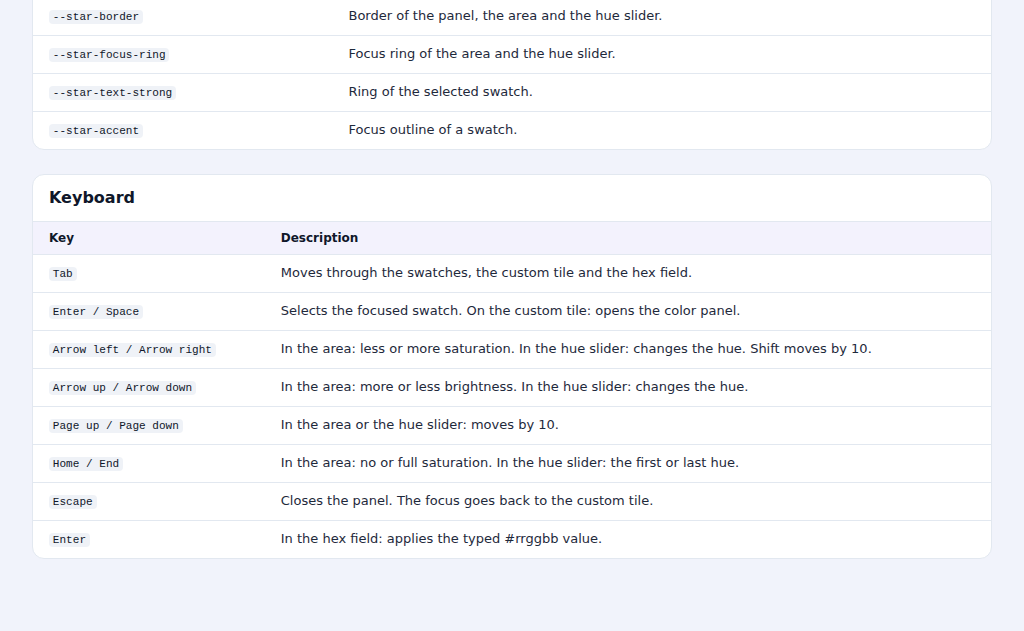 --star-border Border of the panel, the area and the hue slider.
--star-focus-ring Focus ring of the area and the hue slider.
--star-text-strong Ring of the selected swatch.
--star-accent Focus outline of a swatch.
Keyboard
Key Description
Tab Moves through the swatches, the custom tile and the hex field.
Enter / Space Selects the focused swatch. On the custom tile: opens the color panel.
Arrow left / Arrow right In the area: less or more saturation. In the hue slider: changes the hue. Shift moves by 10.
Arrow up / Arrow down In the area: more or less brightness. In the hue slider: changes the hue.
Page up / Page down In the area or the hue slider: moves by 10.
Home / End In the area: no or full saturation. In the hue slider: the first or last hue.
Escape Closes the panel. The focus goes back to the custom tile.
Enter In the hex field: applies the typed #rrggbb value.